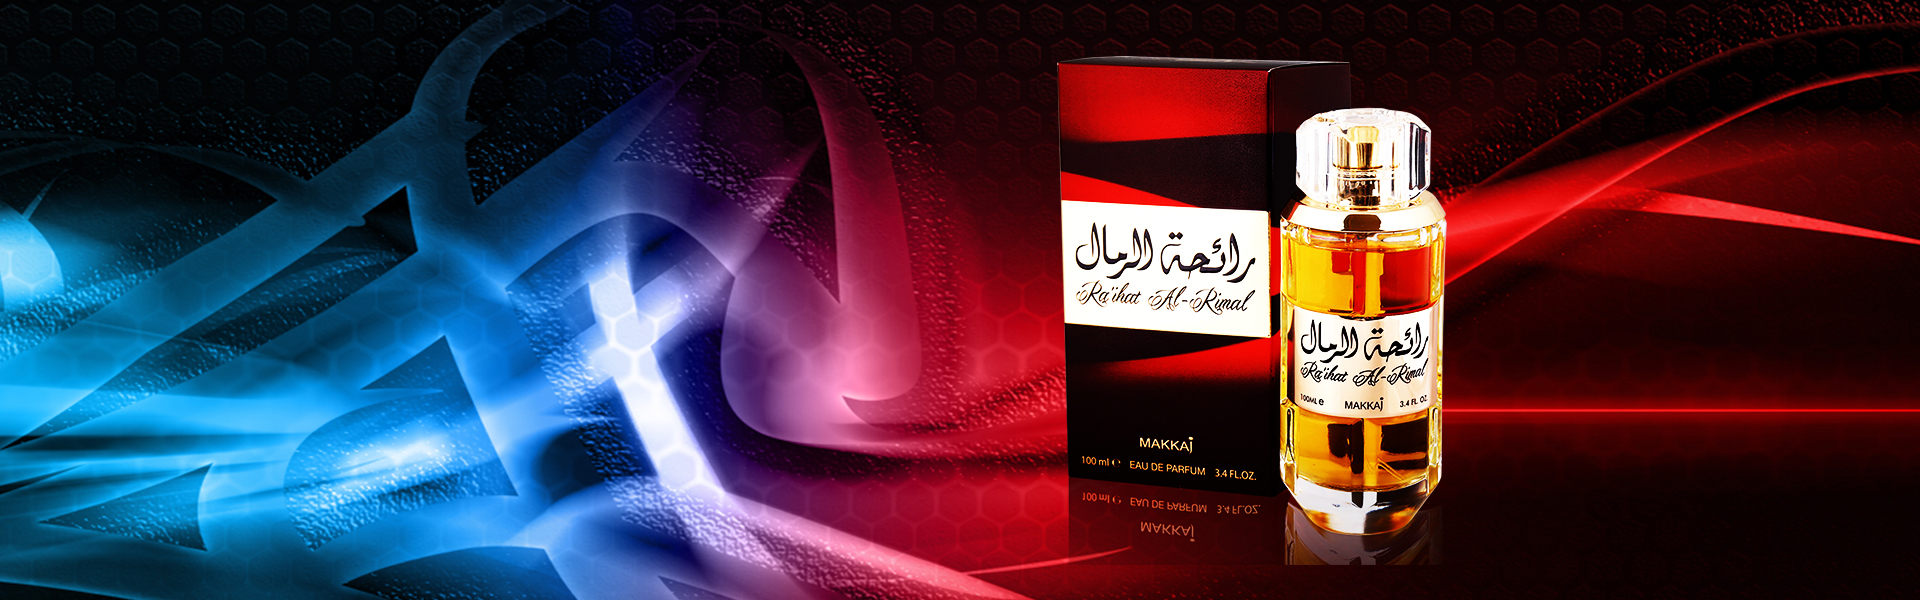 رائحة الرمال
Ra'ihat Al-Rimal
MAKKAJ
100 ml e EAU DE PARFUM 3.4 FL.OZ.
رائحة الرمال
Ra'ihat Al-Rimal
100ML e MAKKAJ 3.4 FL. OZ.